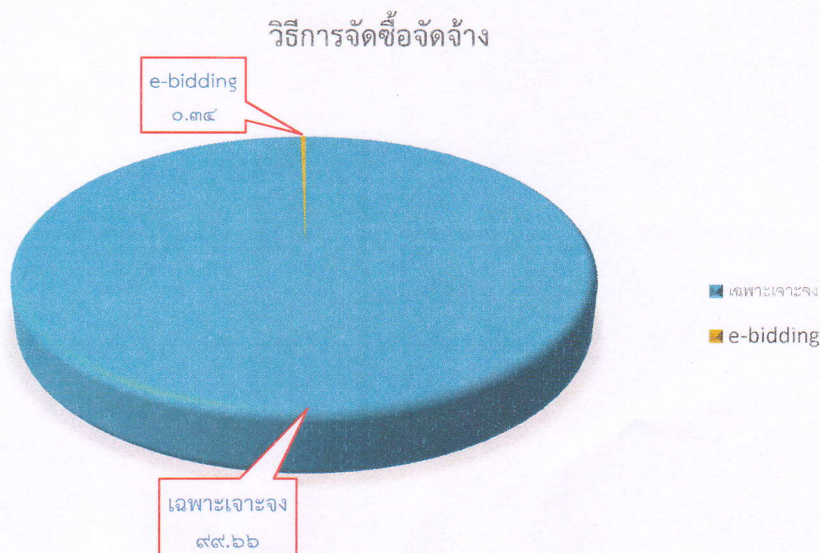 วิธีการจัดซื้อจัดจ้าง
e-bidding
๐.๓๔
เฉพาะเจาะจง
e-bidding
เฉพาะเจาะจง
๙๙.๖๖